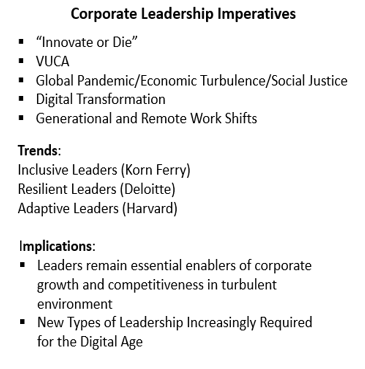 Corporate Leadership Imperatives
▪ “Innovate or Die”
▪ VUCA
▪ Global Pandemic/Economic Turbulence/Social Justice
▪ Digital Transformation
▪ Generational and Remote Work Shifts
Trends:
Inclusive Leaders (Korn Ferry)
Resilient Leaders (Deloitte)
Adaptive Leaders (Harvard)
Implications:
▪ Leaders remain essential enablers of corporate
growth and competitiveness in turbulent
environment
▪ New Types of Leadership Increasingly Required
for the Digital Age